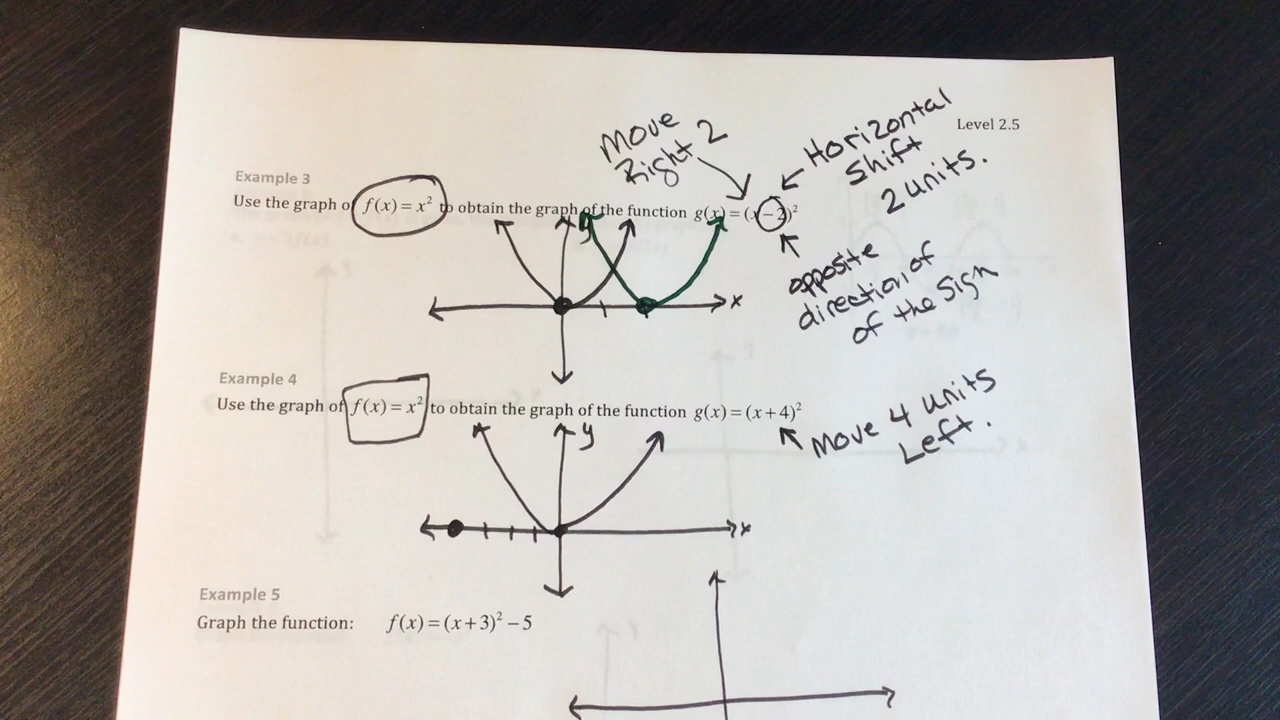 Level 2.5
Move
Right 2
Horizontal
Shift
2 units.
Example 3
Use the graph of f(x) = x² to obtain the graph of the function g(x) = (x − 2)²
y
x
opposite
direction of
of the sign
Example 4
Use the graph of f(x) = x² to obtain the graph of the function g(x) = (x + 4)²
Move 4 units
Left.
y
x
Example 5
Graph the function: f(x) = (x + 3)² − 5